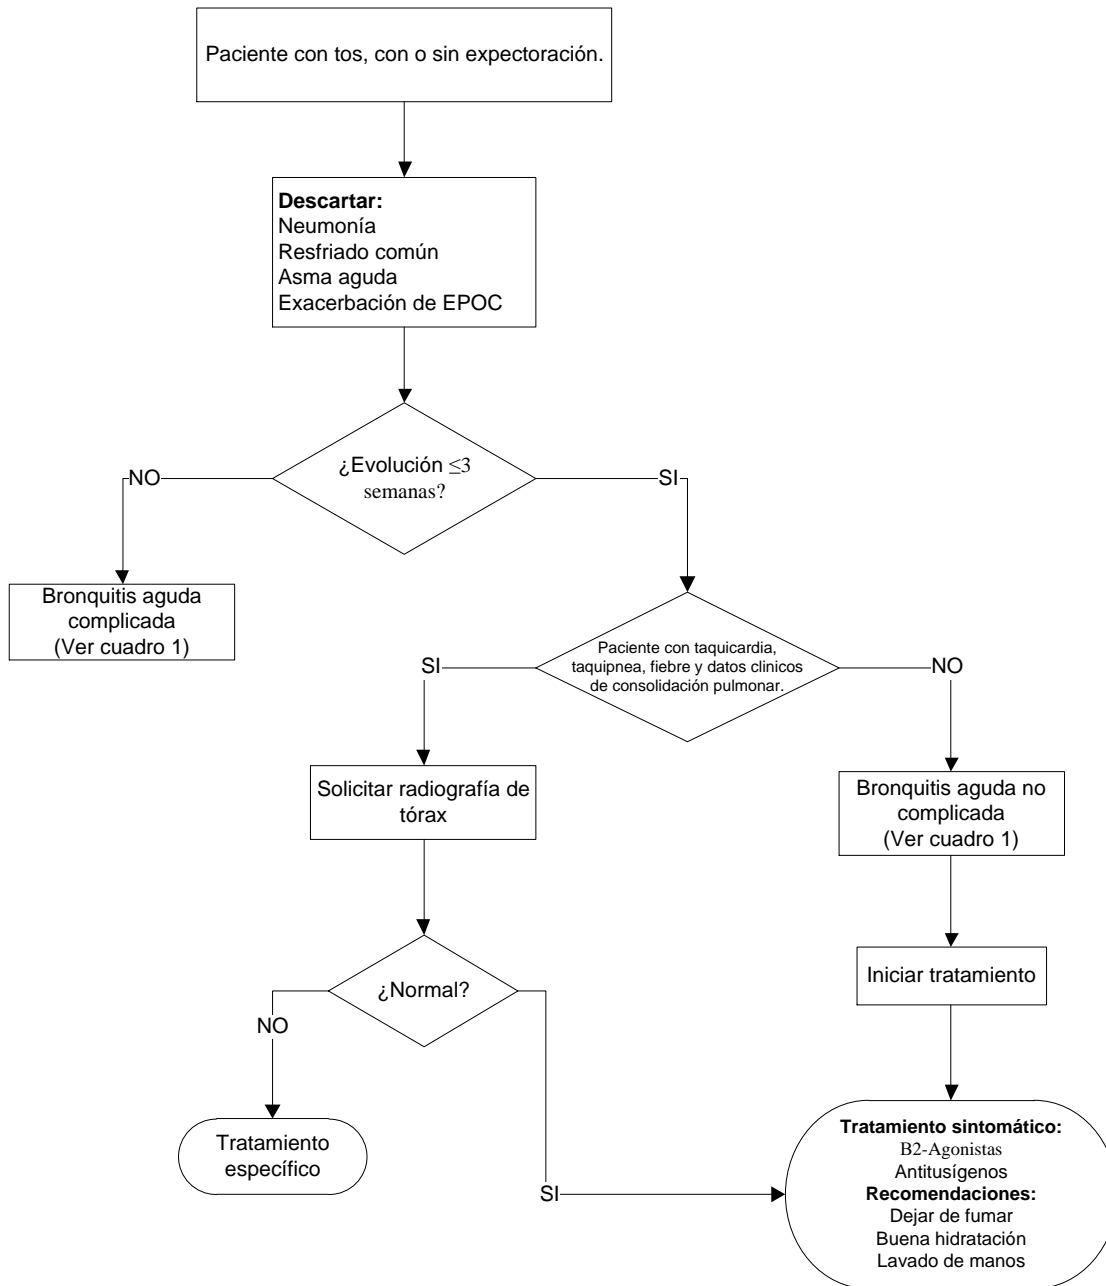 Paciente con tos, con o sin expectoración.
Descartar:
Neumonía
Resfriado común
Asma aguda
Exacerbación de EPOC
¿Evolución ≤3
semanas?
NO
SI
Bronquitis aguda
complicada
(Ver cuadro 1)
Paciente con taquicardia,
taquipnea, fiebre y datos clinicos
de consolidación pulmonar.
SI
NO
Solicitar radiografía de
tórax
Bronquitis aguda no
complicada
(Ver cuadro 1)
¿Normal?
Iniciar tratamiento
NO
Tratamiento
específico
SI
Tratamiento sintomático:
B2-Agonistas
Antitusígenos
Recomendaciones:
Dejar de fumar
Buena hidratación
Lavado de manos